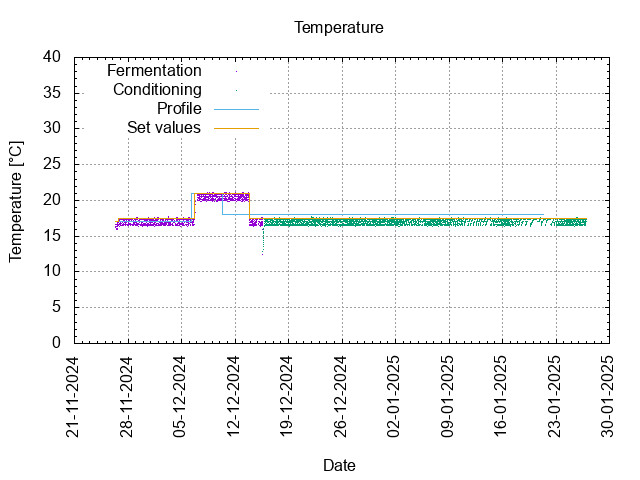 Temperature
40
35
30
25
20
15
10
5
0
Temperature [°C]
Fermentation
Conditioning
Profile
Set values
21-11-2024
28-11-2024
05-12-2024
12-12-2024
19-12-2024
26-12-2024
02-01-2025
09-01-2025
16-01-2025
23-01-2025
30-01-2025
Date